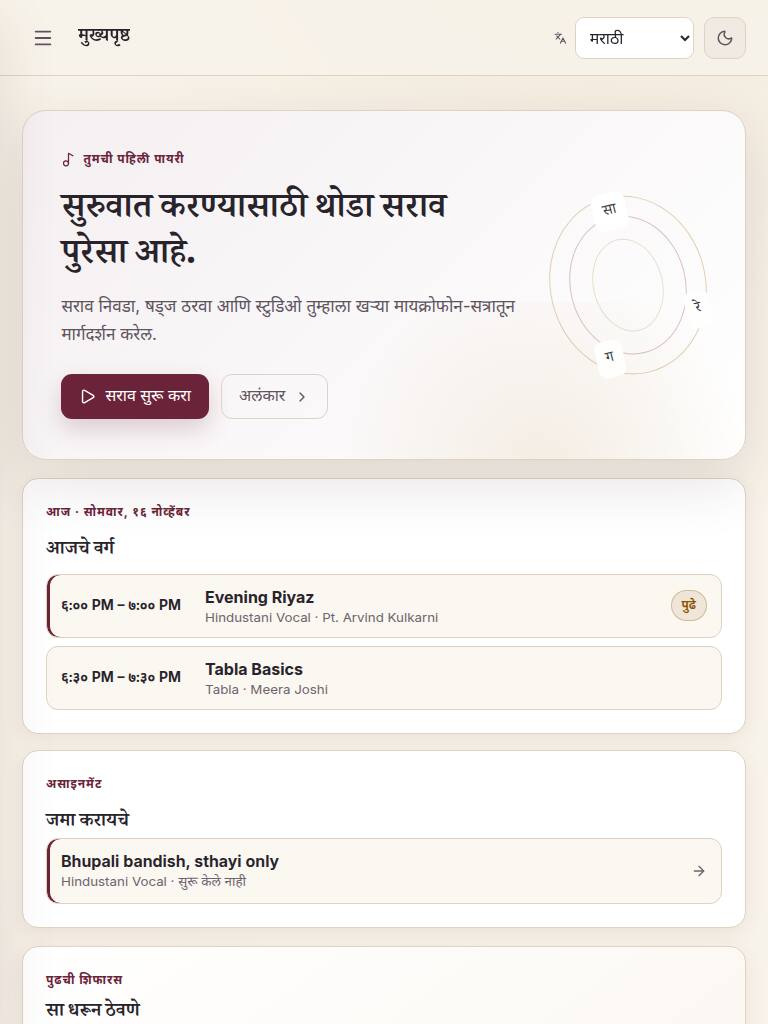 मुख्यपृष्ठ
मराठी
तुमची पहिली पायरी
सुरुवात करण्यासाठी थोडा सराव
पुरेसा आहे.
सराव निवडा, षड्ज ठरवा आणि स्टुडिओ तुम्हाला खऱ्या मायक्रोफोन-सत्रातून
मार्गदर्शन करेल.
सराव सुरू करा
अलंकार
सा
रे
ग
आज · सोमवार, १६ नोव्हेंबर
आजचे वर्ग
६:०० PM – ७:०० PM
Evening Riyaz
Hindustani Vocal · Pt. Arvind Kulkarni
पुढे
६:३० PM – ७:३० PM
Tabla Basics
Tabla · Meera Joshi
असाइनमेंट
जमा करायचे
Bhupali bandish, sthayi only
Hindustani Vocal · सुरू केले नाही
पुढची शिफारस
सा धरून ठेवणे